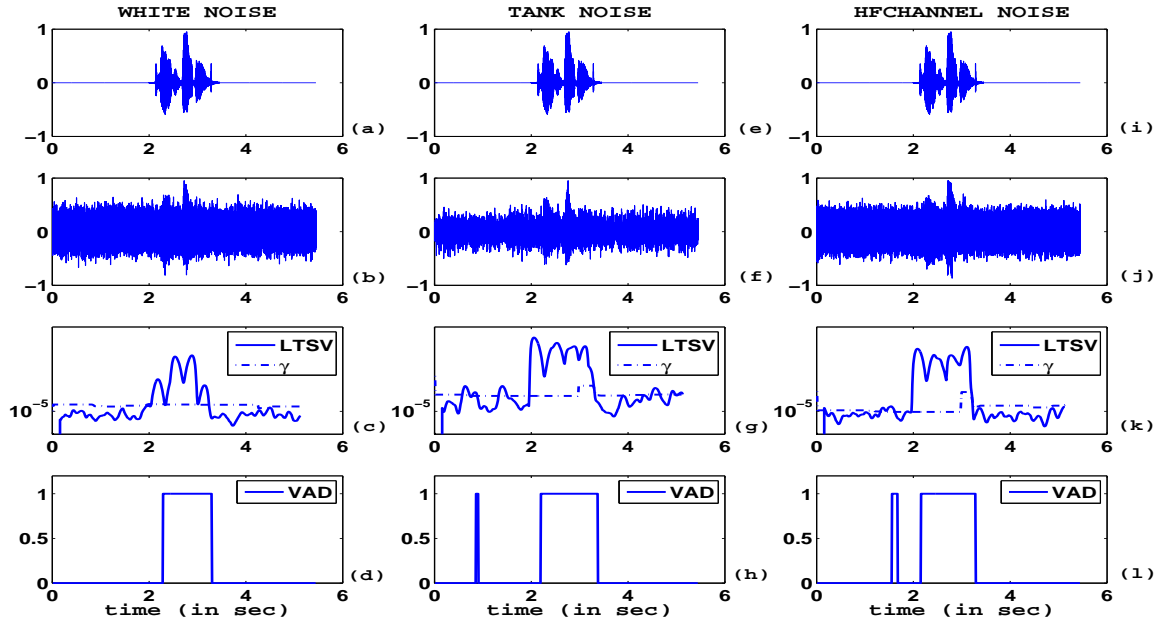 WHITE NOISE
TANK NOISE
HFCHANNEL NOISE
1
0
−1
0 2 4 6
(a)
1
0
−1
0 2 4 6
(e)
1
0
−1
0 2 4 6
(i)
1
0
−1
0 2 4 6
(b)
1
0
−1
0 2 4 6
(f)
1
0
−1
0 2 4 6
(j)
LTSV
γ
10⁻⁵
0 2 4 6
(c)
LTSV
γ
10⁻⁵
0 2 4 6
(g)
LTSV
γ
10⁻⁵
0 2 4 6
(k)
VAD
1
0.5
0
0 2 4 6
(d)
time (in sec)
VAD
1
0.5
0
0 2 4 6
(h)
time (in sec)
VAD
1
0.5
0
0 2 4 6
(l)
time (in sec)